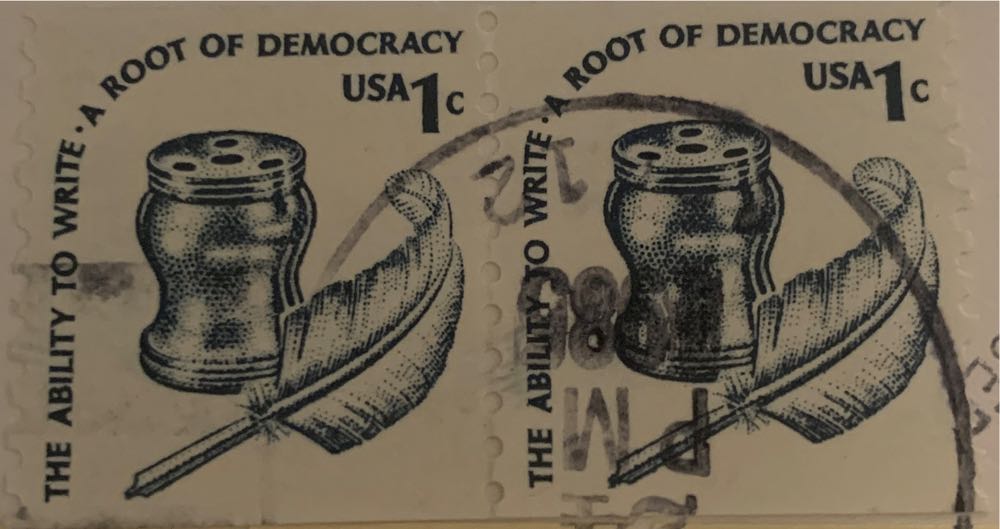 THE ABILITY TO WRITE · A ROOT OF DEMOCRACY
USA 1c
THE ABILITY TO WRITE · A ROOT OF DEMOCRACY
USA 1c
PM